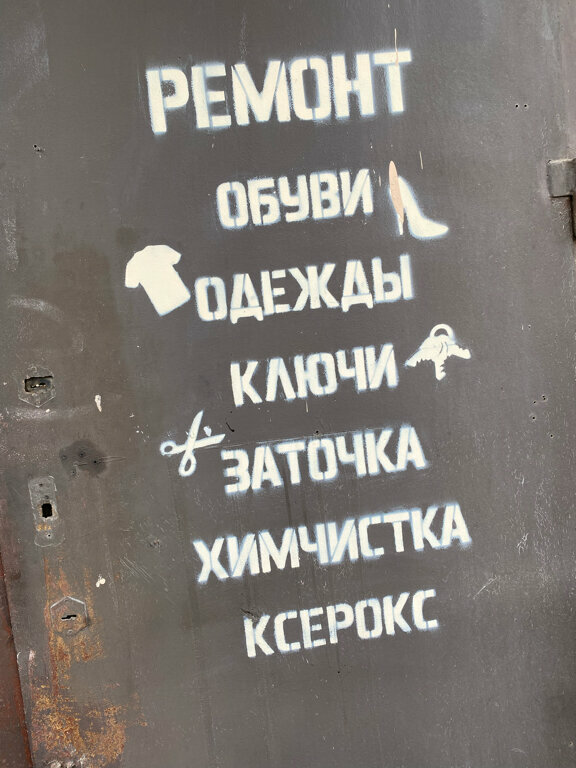 РЕМОНТ
ОБУВИ
ОДЕЖДЫ
КЛЮЧИ
ЗАТОЧКА
ХИМЧИСТКА
КСЕРОКС